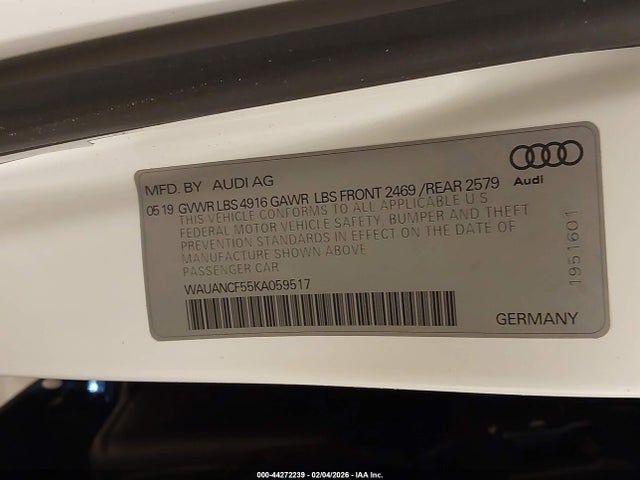 MFD. BY AUDI AG
Audi
05 19 GVWR LBS 4916 GAWR LBS FRONT 2469 / REAR 2579
THIS VEHICLE CONFORMS TO ALL APPLICABLE U.S.
FEDERAL MOTOR VEHICLE SAFETY, BUMPER AND THEFT
PREVENTION STANDARDS IN EFFECT ON THE DATE OF
MANUFACTURE SHOWN ABOVE
PASSENGER CAR
WAUANCF55KA059517
1951601
GERMANY
000-44272239 - 02/04/2026 - IAA Inc.